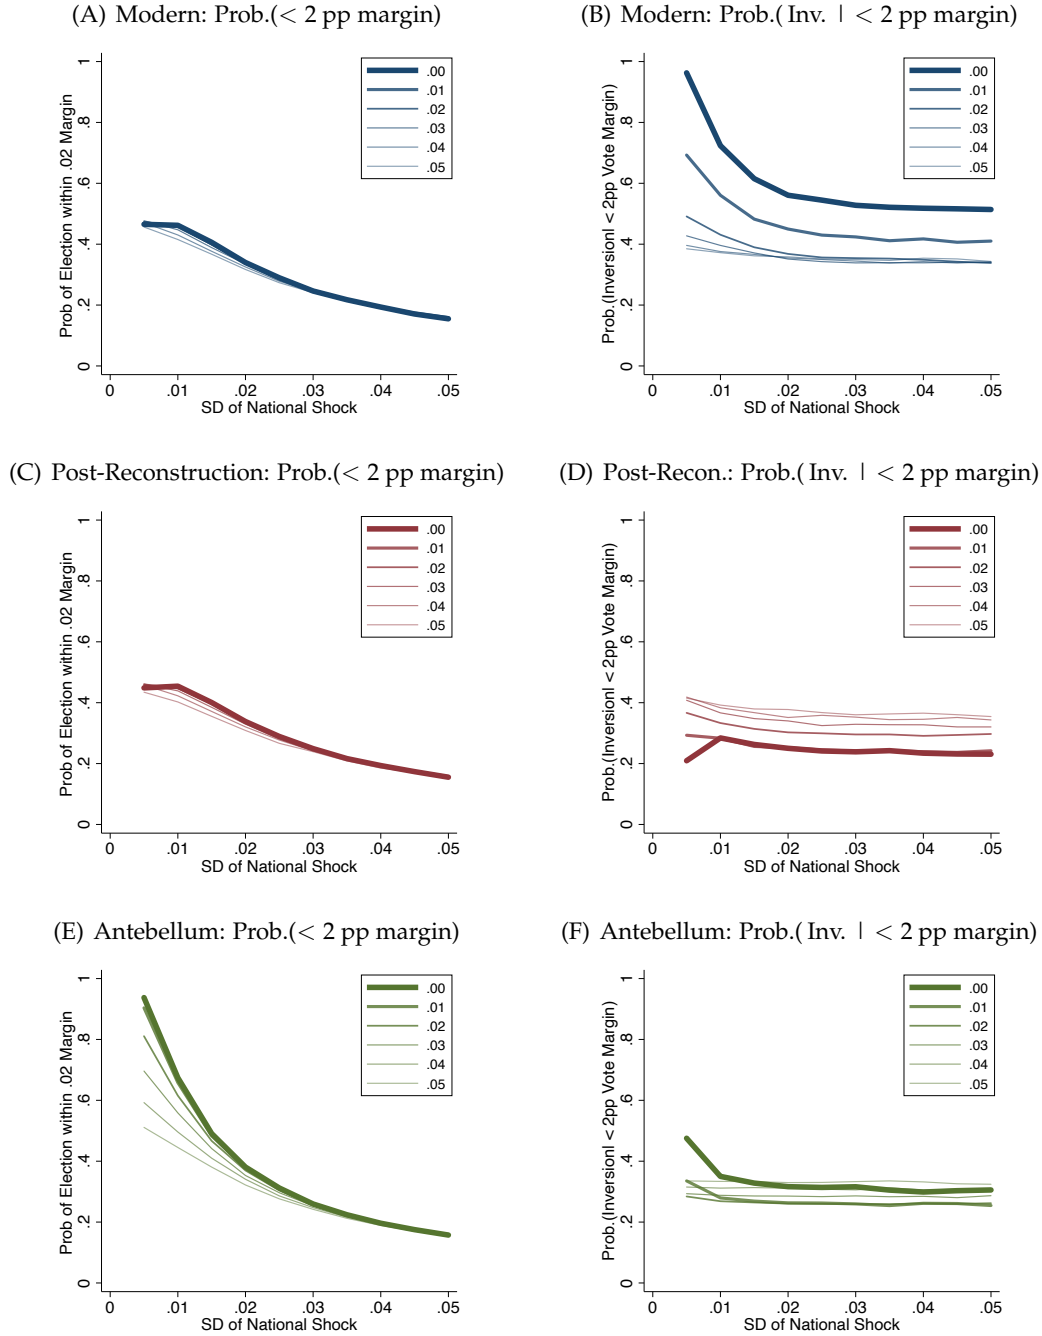 (A) Modern: Prob.(< 2 pp margin)
Prob of Election within .02 Margin
0 .2 .4 .6 .8 1
.00
.01
.02
.03
.04
.05
0 .01 .02 .03 .04 .05
SD of National Shock
(B) Modern: Prob.( Inv. | < 2 pp margin)
Prob.(Inversion| < 2pp Vote Margin)
0 .2 .4 .6 .8 1
.00
.01
.02
.03
.04
.05
0 .01 .02 .03 .04 .05
SD of National Shock
(C) Post-Reconstruction: Prob.(< 2 pp margin)
Prob of Election within .02 Margin
0 .2 .4 .6 .8 1
.00
.01
.02
.03
.04
.05
0 .01 .02 .03 .04 .05
SD of National Shock
(D) Post-Recon.: Prob.( Inv. | < 2 pp margin)
Prob.(Inversion| < 2pp Vote Margin)
0 .2 .4 .6 .8 1
.00
.01
.02
.03
.04
.05
0 .01 .02 .03 .04 .05
SD of National Shock
(E) Antebellum: Prob.(< 2 pp margin)
Prob of Election within .02 Margin
0 .2 .4 .6 .8 1
.00
.01
.02
.03
.04
.05
0 .01 .02 .03 .04 .05
SD of National Shock
(F) Antebellum: Prob.( Inv. | < 2 pp margin)
Prob.(Inversion| < 2pp Vote Margin)
0 .2 .4 .6 .8 1
.00
.01
.02
.03
.04
.05
0 .01 .02 .03 .04 .05
SD of National Shock